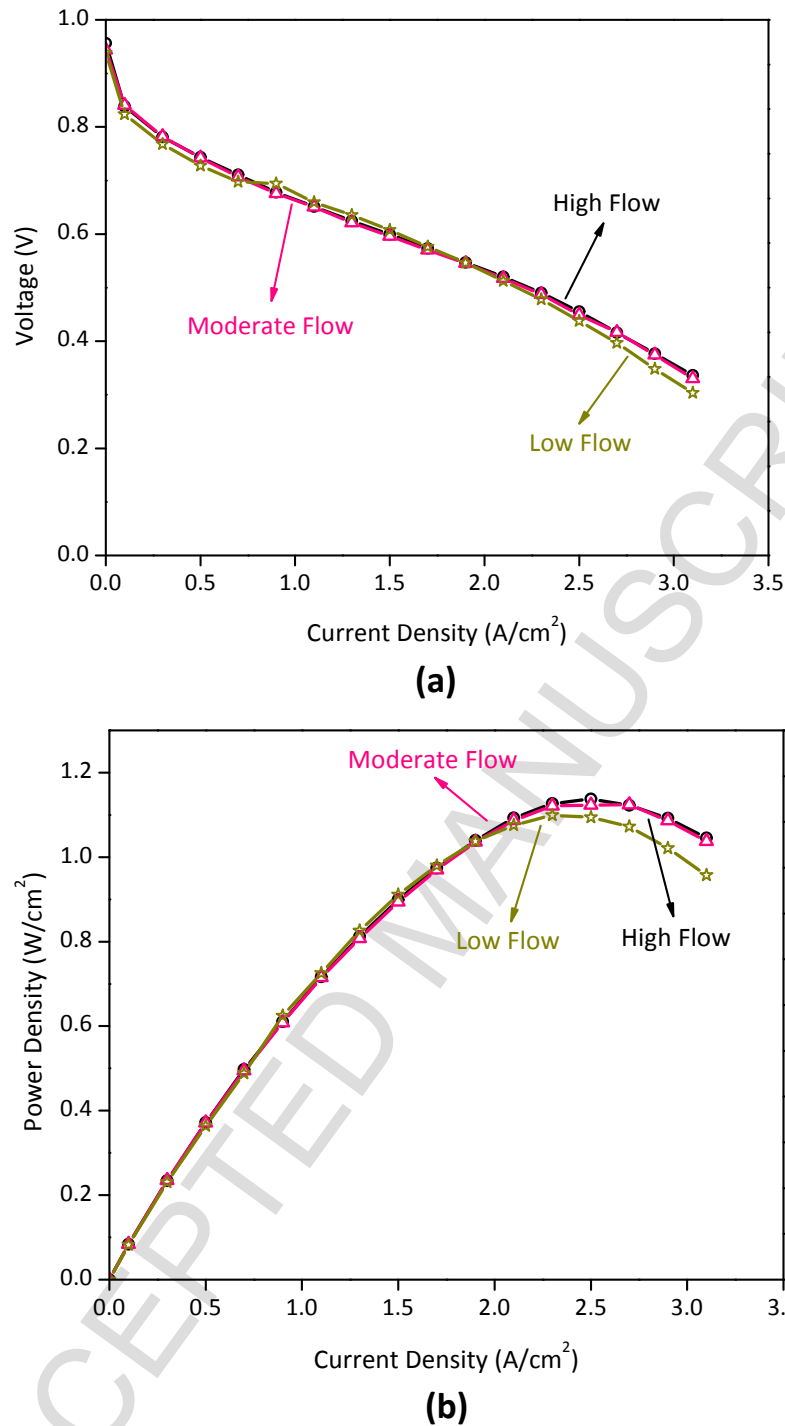 1.0
0.8
0.6
0.4
0.2
0.0
Voltage (V)
High Flow
Moderate Flow
Low Flow
0.0 0.5 1.0 1.5 2.0 2.5 3.0 3.5
Current Density (A/cm²)
(a)
1.2
1.0
0.8
0.6
0.4
0.2
0.0
Power Density (W/cm²)
Moderate Flow
Low Flow
High Flow
0.0 0.5 1.0 1.5 2.0 2.5 3.0 3.
Current Density (A/cm²)
(b)
CEPTED MANUSCRI